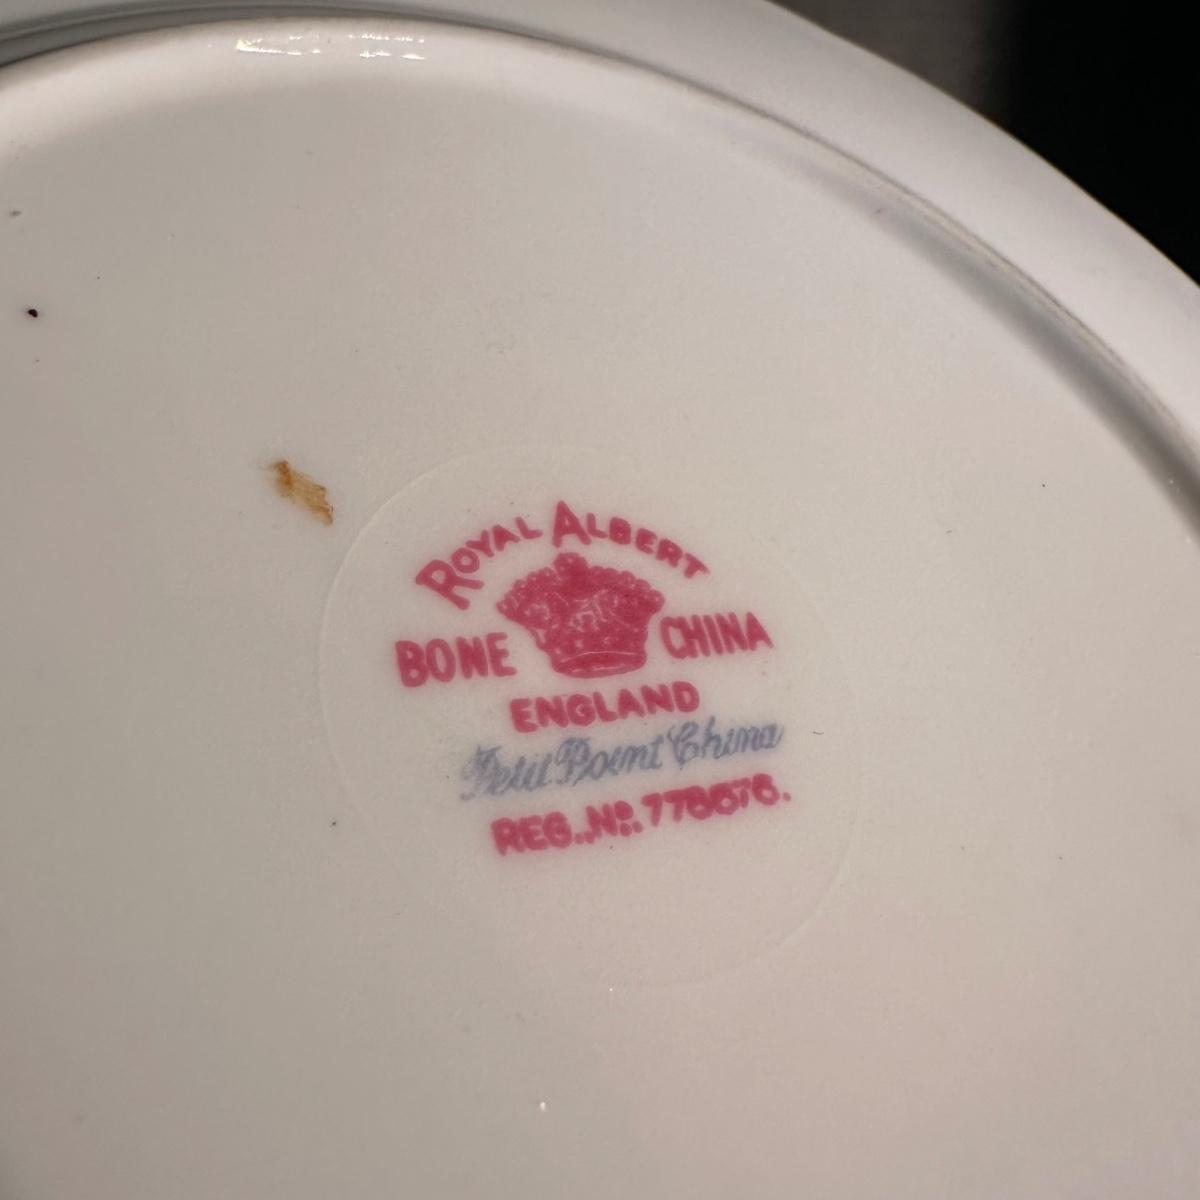 ROYAL ALBERT
BONE CHINA
ENGLAND
Petit Point China
REG. No. 778676.